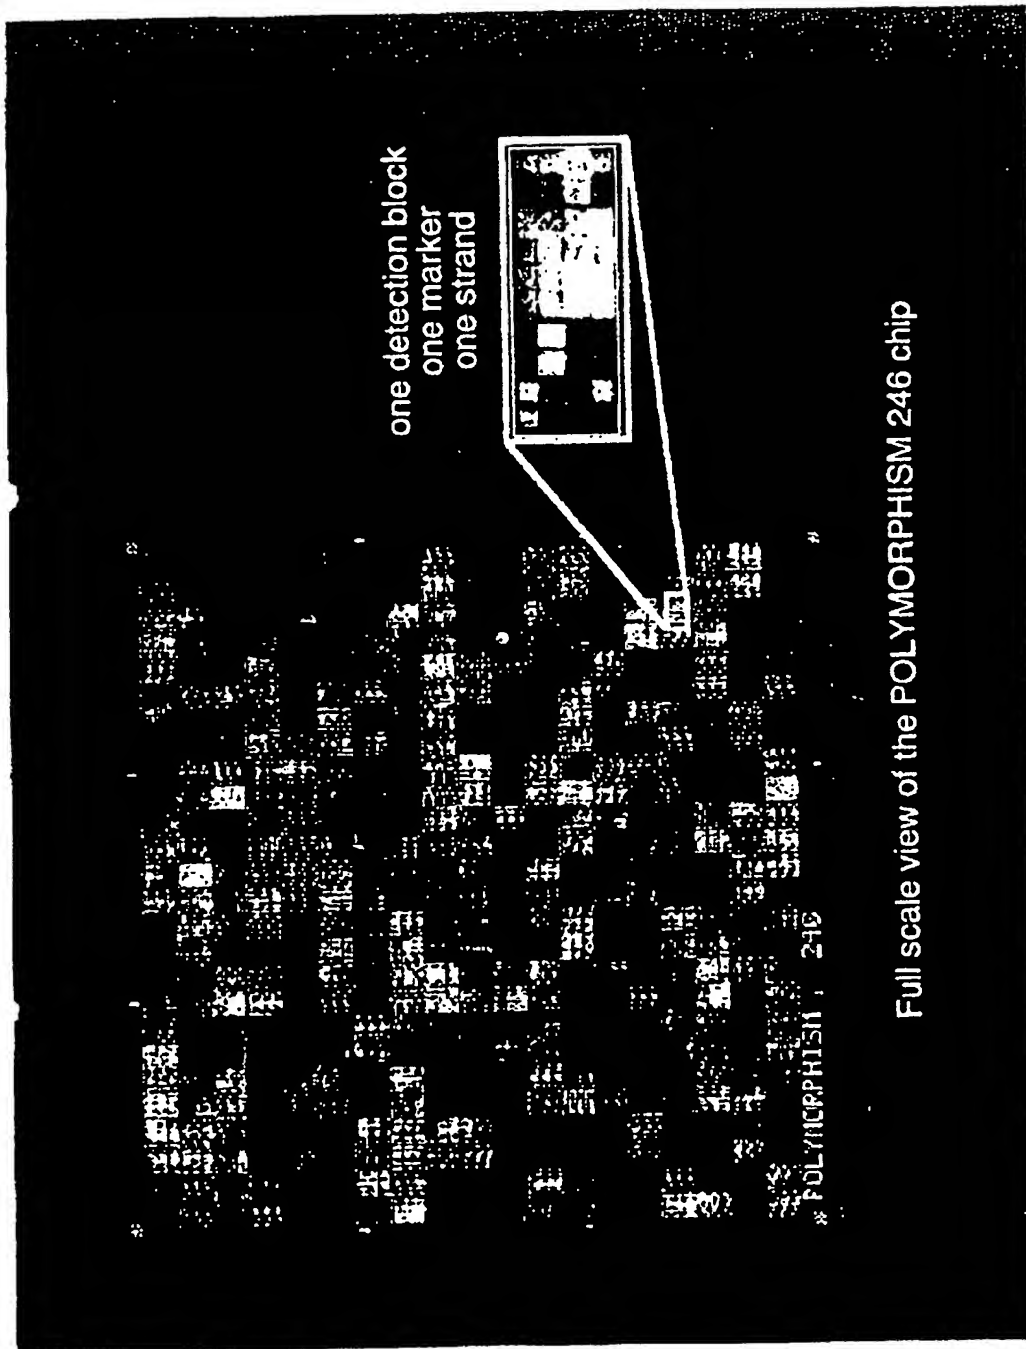 one detection block
one marker
one strand
POLYMORPHISM : 246
Full scale view of the POLYMORPHISM 246 chip